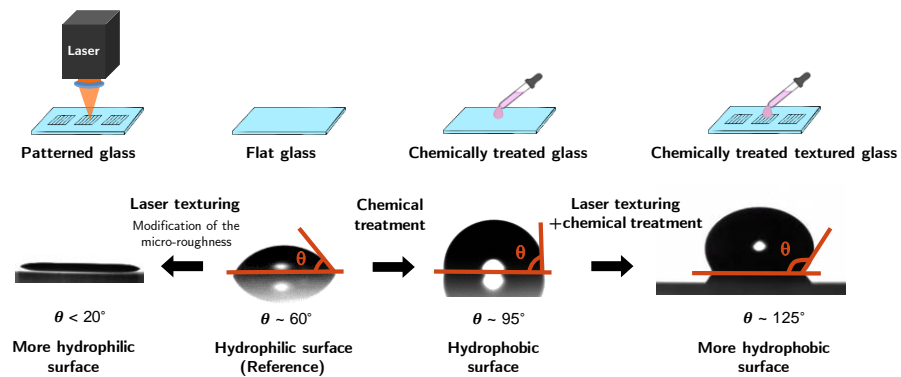 Laser
Patterned glass
Flat glass
Chemically treated glass
Chemically treated textured glass
Laser texturing
Modification of the
micro-roughness
Chemical
treatment
Laser texturing
+chemical treatment
θ
θ
θ
θ < 20°
θ ~ 60°
θ ~ 95°
θ ~ 125°
More hydrophilic
surface
Hydrophilic surface
(Reference)
Hydrophobic
surface
More hydrophobic
surface